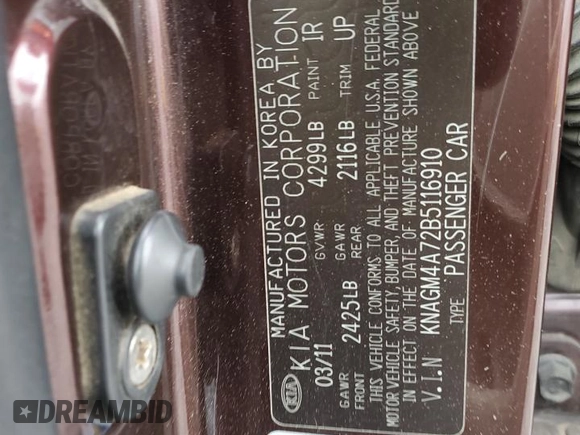 MANUFACTURED IN KOREA BY
KIA KIA MOTORS CORPORATION
03/11 GVWR 4299LB PAINT IR
GAWR FRONT 2425LB GAWR REAR 2116LB TRIM UP
THIS VEHICLE CONFORMS TO ALL APPLICABLE U.S.A. FEDERAL
MOTOR VEHICLE SAFETY, BUMPER AND THEFT PREVENTION STANDARD
IN EFFECT ON THE DATE OF MANUFACTURE SHOWN ABOVE
V.I.N KNAGM4A72B5116910
TYPE PASSENGER CAR
DREAMBID